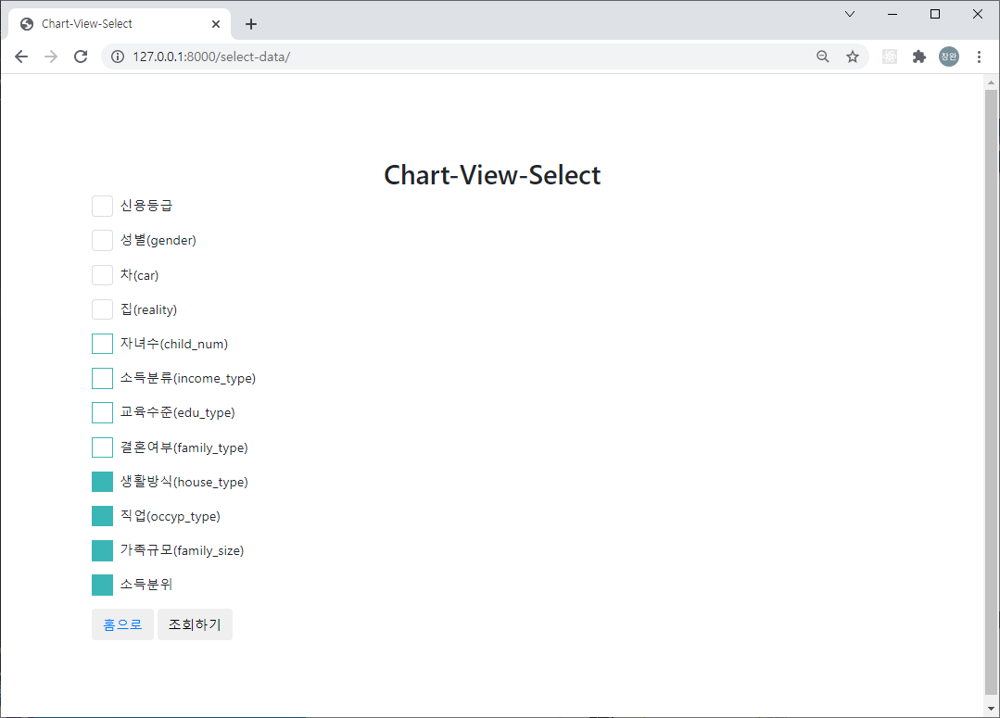 Chart-View-Select
127.0.0.1:8000/select-data/
창완
Chart-View-Select
신용등급
성별(gender)
차(car)
집(reality)
자녀수(child_num)
소득분류(income_type)
교육수준(edu_type)
결혼여부(family_type)
생활방식(house_type)
직업(occyp_type)
가족규모(family_size)
소득분위
홈으로 조회하기